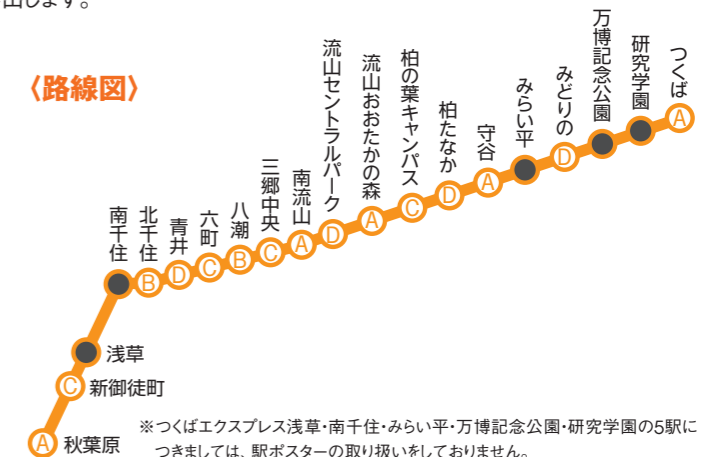 出します。
〈路線図〉
秋葉原
A
新御徒町
C
浅草
南千住
北千住
B
青井
D
六町
C
八潮
B
三郷中央
C
南流山
A
流山セントラルパーク
D
流山おおたかの森
A
柏の葉キャンパス
C
柏たなか
D
守谷
A
みらい平
みどりの
D
万博記念公園
研究学園
つくば
A
※つくばエクスプレス浅草・南千住・みらい平・万博記念公園・研究学園の5駅に
つきましては、駅ポスターの取り扱いをしておりません。